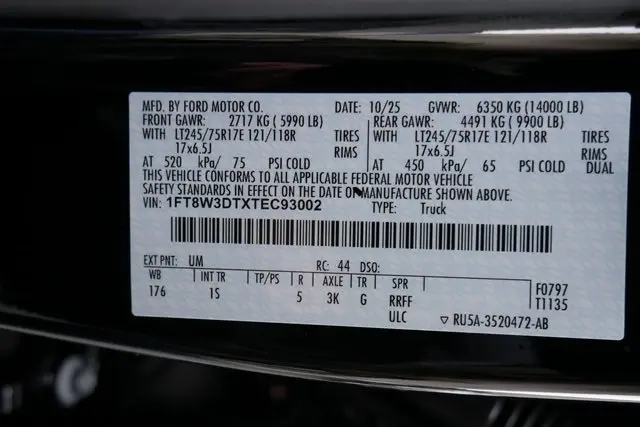 MFD. BY FORD MOTOR CO. DATE: 10/25 GVWR: 6350 KG (14000 LB)
FRONT GAWR: 2717 KG (5990 LB) REAR GAWR: 4491 KG (9900 LB)
WITH LT245/75R17E 121/118R TIRES WITH LT245/75R17E 121/118R TIRES
17x6.5J RIMS 17x6.5J RIMS
AT 520 kPa/ 75 PSI COLD AT 450 kPa/ 65 PSI COLD DUAL
THIS VEHICLE CONFORMS TO ALL APPLICABLE FEDERAL MOTOR VEHICLE
SAFETY STANDARDS IN EFFECT ON THE DATE OF MANUFACTURE SHOWN ABOVE.
VIN: 1FT8W3DTXTEC93002 TYPE: Truck
EXT PNT: UM RC: 44 DSO:
WB INT TR TP/PS R AXLE TR SPR F0797
176 1S 5 3K G RRFF T1135
ULC ▽ RU5A-3520472-AB